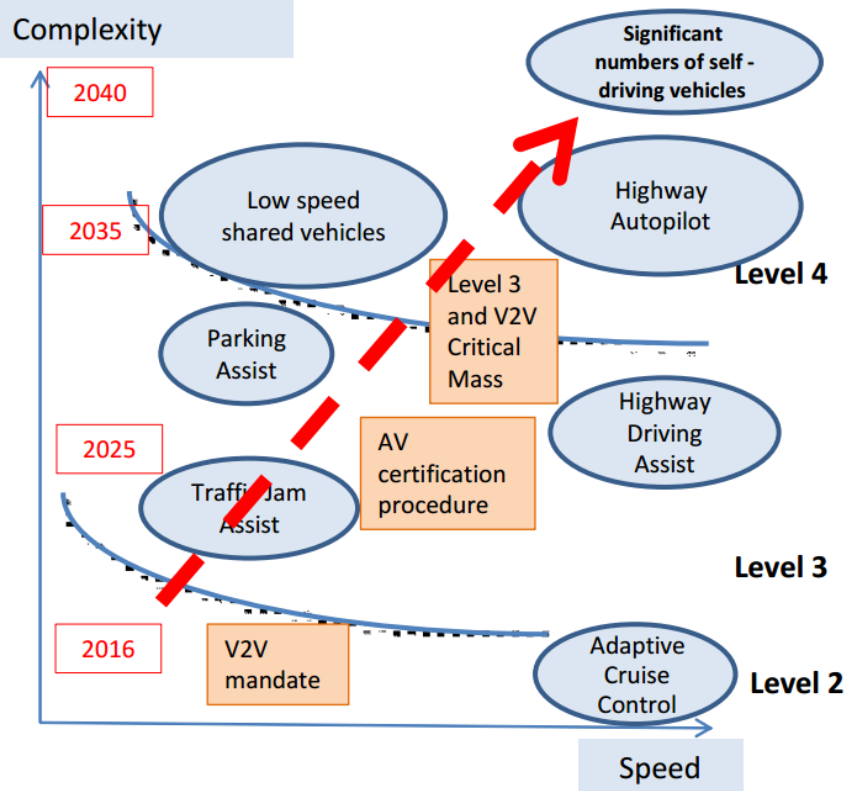 Complexity
Significant
numbers of self -
driving vehicles
2040
Low speed
shared vehicles
Highway
Autopilot
2035
Level 4
Level 3
and V2V
Critical
Mass
Parking
Assist
Highway
Driving
Assist
2025
AV
certification
procedure
Traffic Jam
Assist
Level 3
2016
V2V
mandate
Adaptive
Cruise
Control
Level 2
Speed